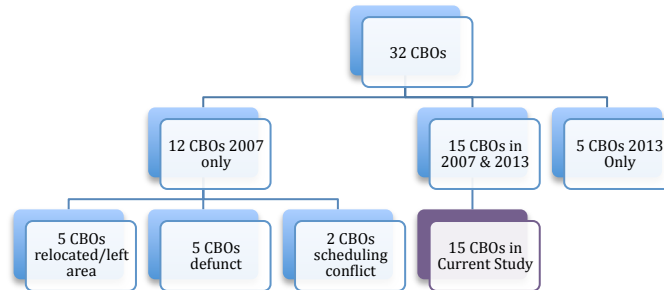 32 CBOs
12 CBOs 2007
only
15 CBOs in
2007 & 2013
5 CBOs 2013
Only
5 CBOs
relocated/left
area
5 CBOs
defunct
2 CBOs
scheduling
conflict
15 CBOs in
Current Study